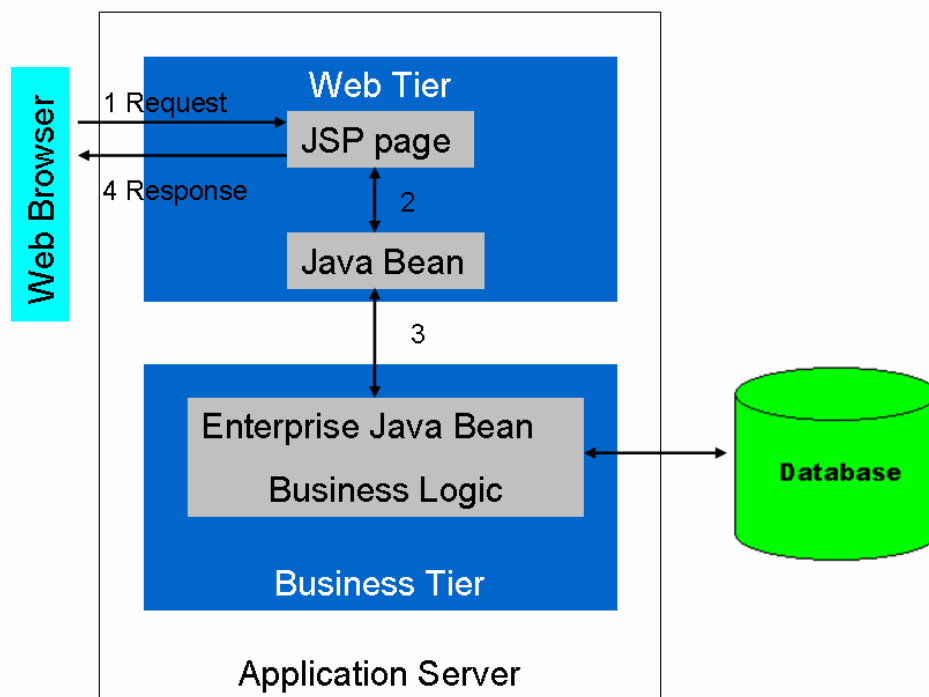 Web Browser
Web Tier
1 Request
JSP page
4 Response
2
Java Bean
3
Enterprise Java Bean
Business Logic
Database
Business Tier
Application Server